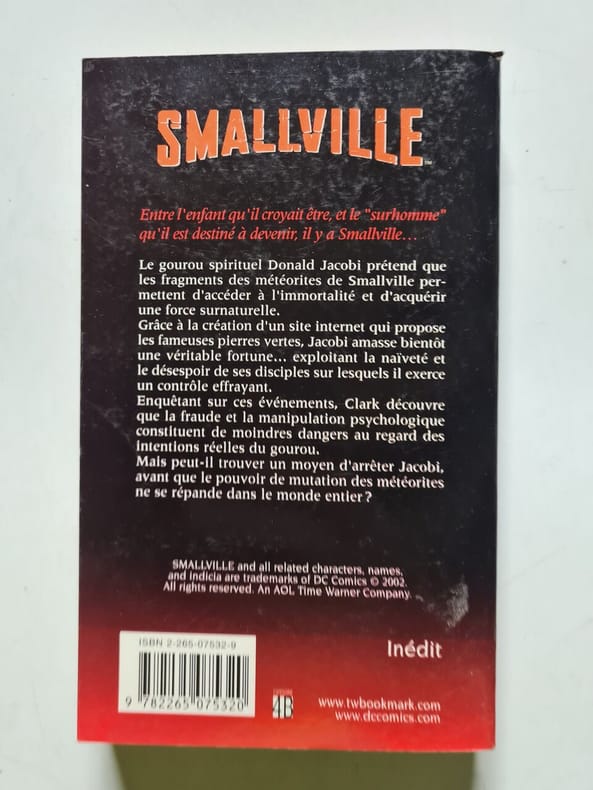 SMALLVILLE™
Entre l'enfant qu'il croyait être, et le "surhomme"
qu'il est destiné à devenir, il y a Smallville...
Le gourou spirituel Donald Jacobi prétend que
les fragments des météorites de Smallville per-
mettent d'accéder à l'immortalité et d'acquérir
une force surnaturelle.
Grâce à la création d'un site internet qui propose
les fameuses pierres vertes, Jacobi amasse bientôt
une véritable fortune... exploitant la naïveté et
le désespoir de ses disciples sur lesquels il exerce
un contrôle effrayant.
Enquêtant sur ces événements, Clark découvre
que la fraude et la manipulation psychologique
constituent de moindres dangers au regard des
intentions réelles du gourou.
Mais peut-il trouver un moyen d'arrêter Jacobi,
avant que le pouvoir de mutation des météorites
ne se répande dans le monde entier ?
SMALLVILLE and all related characters, names,
and indicia are trademarks of DC Comics © 2002.
All rights reserved. An AOL Time Warner Company.
Inédit
ISBN 2-265-07532-9
9 782265 075320
4B
www.twbookmark.com
www.dccomics.com